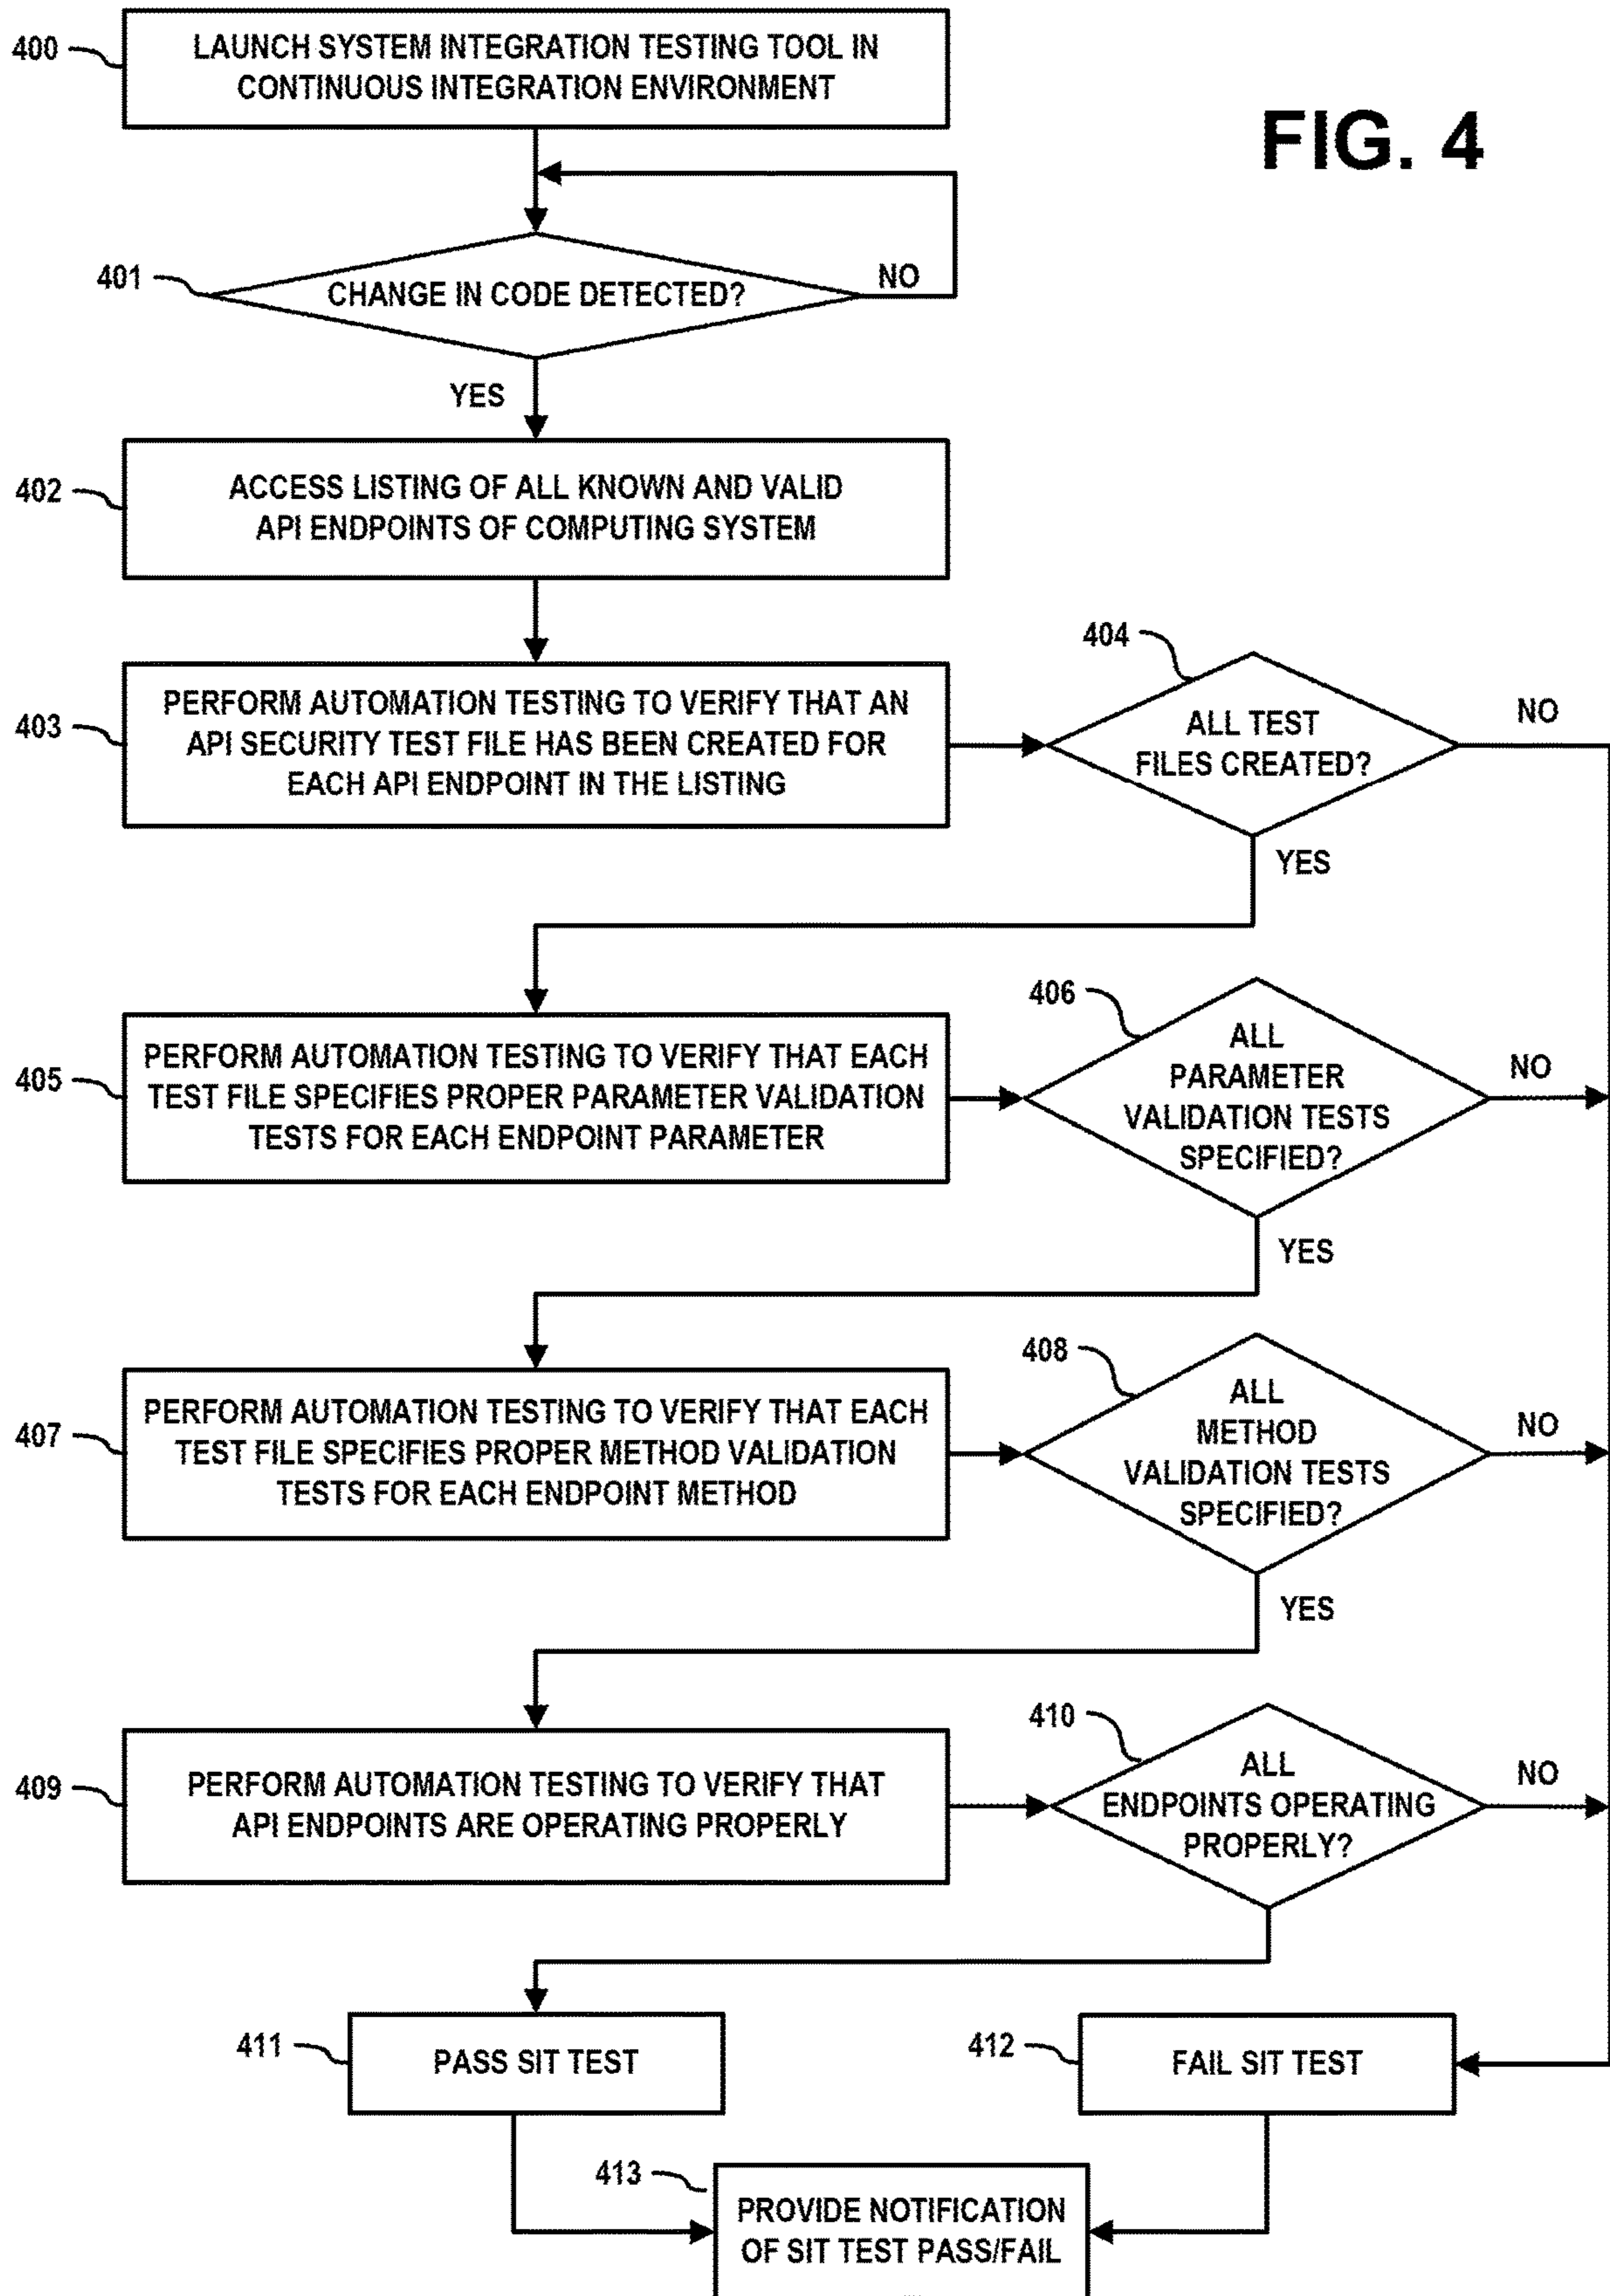 FIG. 4
400
LAUNCH SYSTEM INTEGRATION TESTING TOOL IN
CONTINUOUS INTEGRATION ENVIRONMENT
401
CHANGE IN CODE DETECTED?
NO
YES
402
ACCESS LISTING OF ALL KNOWN AND VALID
API ENDPOINTS OF COMPUTING SYSTEM
403
PERFORM AUTOMATION TESTING TO VERIFY THAT AN
API SECURITY TEST FILE HAS BEEN CREATED FOR
EACH API ENDPOINT IN THE LISTING
404
ALL TEST
FILES CREATED?
NO
YES
405
PERFORM AUTOMATION TESTING TO VERIFY THAT EACH
TEST FILE SPECIFIES PROPER PARAMETER VALIDATION
TESTS FOR EACH ENDPOINT PARAMETER
406
ALL
PARAMETER
VALIDATION TESTS
SPECIFIED?
NO
YES
407
PERFORM AUTOMATION TESTING TO VERIFY THAT EACH
TEST FILE SPECIFIES PROPER METHOD VALIDATION
TESTS FOR EACH ENDPOINT METHOD
408
ALL
METHOD
VALIDATION TESTS
SPECIFIED?
NO
YES
409
PERFORM AUTOMATION TESTING TO VERIFY THAT
API ENDPOINTS ARE OPERATING PROPERLY
410
ALL
ENDPOINTS OPERATING
PROPERLY?
NO
411
PASS SIT TEST
412
FAIL SIT TEST
413
PROVIDE NOTIFICATION
OF SIT TEST PASS/FAIL